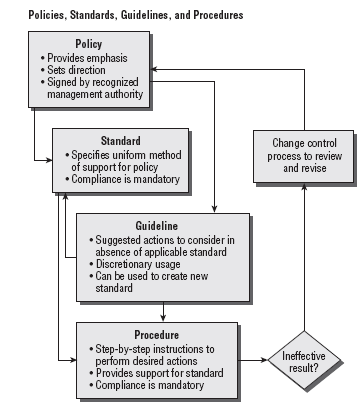 Policies, Standards, Guidelines, and Procedures
Policy
• Provides emphasis
• Sets direction
• Signed by recognized
management authority
Standard
• Specifies uniform method
of support for policy
• Compliance is mandatory
Change control
process to review
and revise
Guideline
• Suggested actions to consider in
absence of applicable standard
• Discretionary usage
• Can be used to create new
standard
Procedure
• Step-by-step instructions to
perform desired actions
• Provides support for standard
• Compliance is mandatory
Ineffective
result?